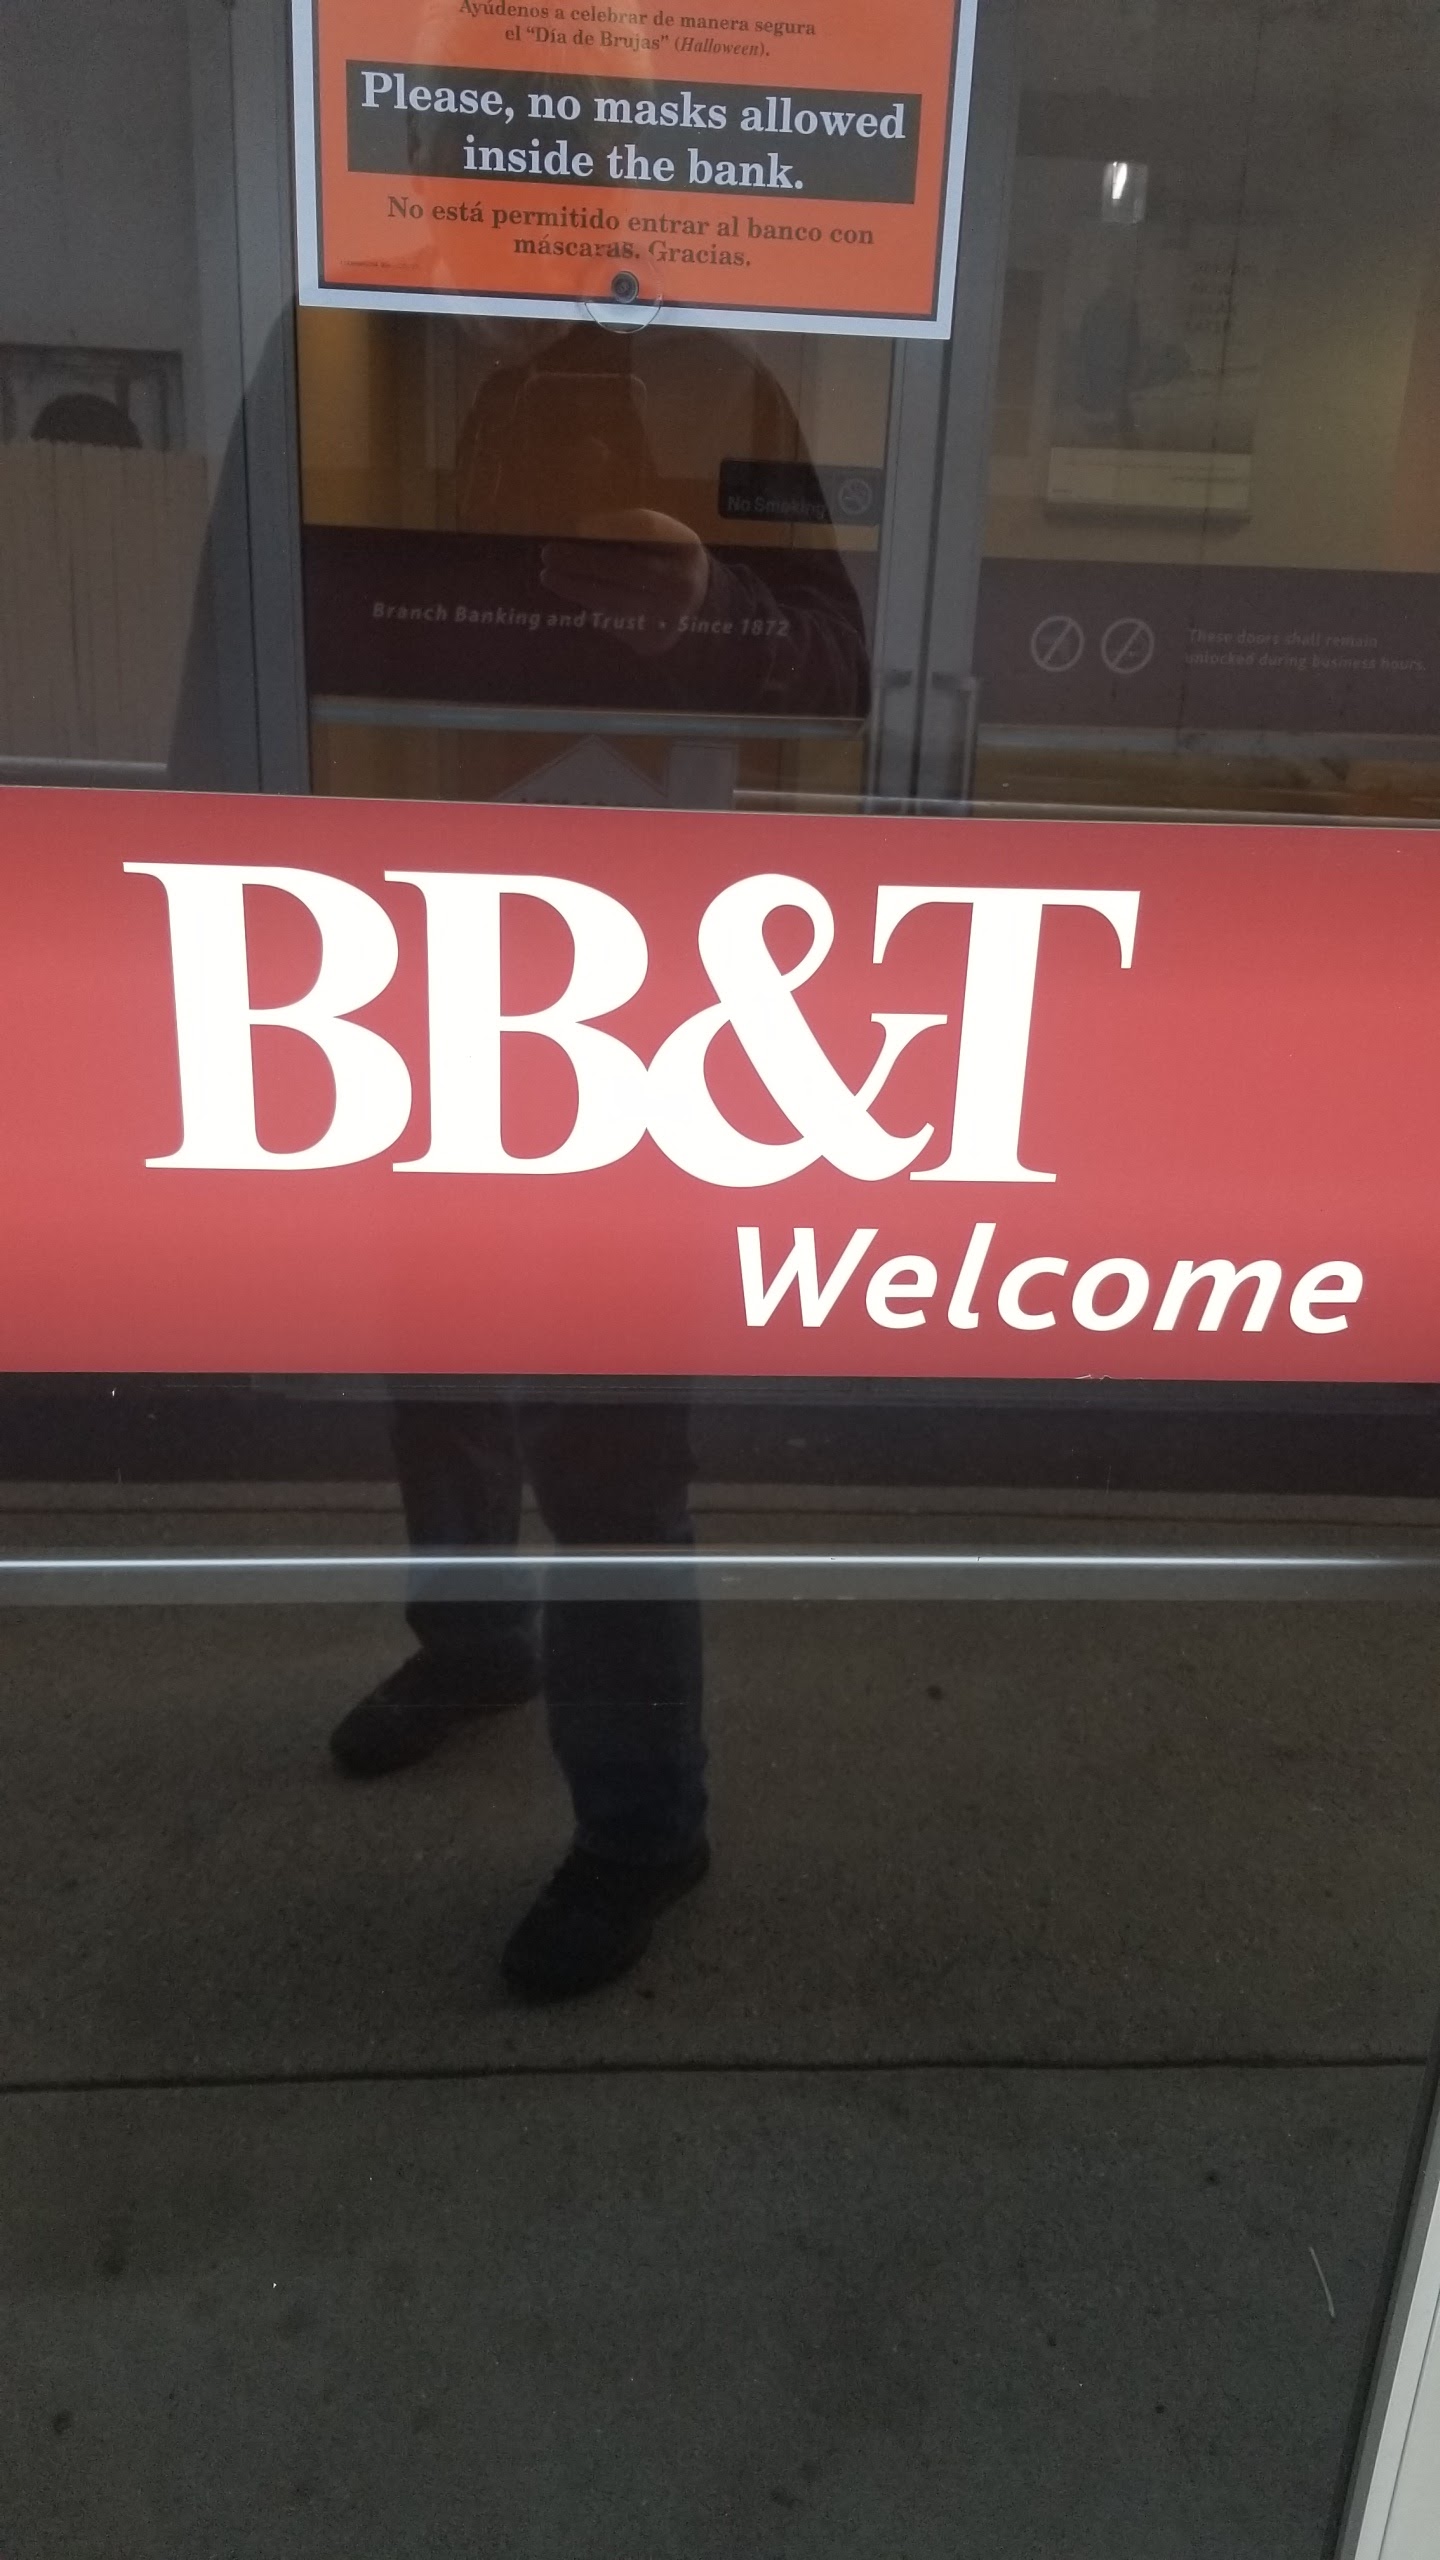 Ayúdenos a celebrar de manera segura
el “Día de Brujas” (Halloween).
Please, no masks allowed
inside the bank.
No está permitido entrar al banco con
máscaras. Gracias.
No Smoking
Branch Banking and Trust • Since 1872
These doors shall remain
unlocked during business hours.
BB&T
Welcome